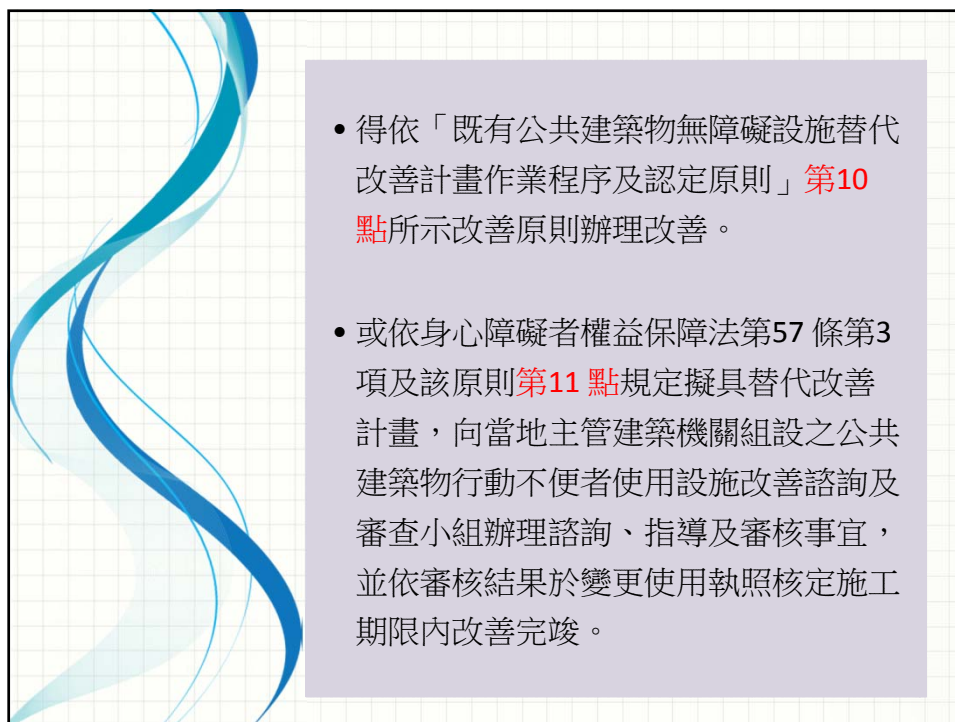 • 得依「既有公共建築物無障礙設施替代
改善計畫作業程序及認定原則」第10
點所示改善原則辦理改善。
• 或依身心障礙者權益保障法第57 條第3
項及該原則第11 點規定擬具替代改善
計畫，向當地主管建築機關組設之公共
建築物行動不便者使用設施改善諮詢及
審查小組辦理諮詢、指導及審核事宜，
並依審核結果於變更使用執照核定施工
期限內改善完竣。